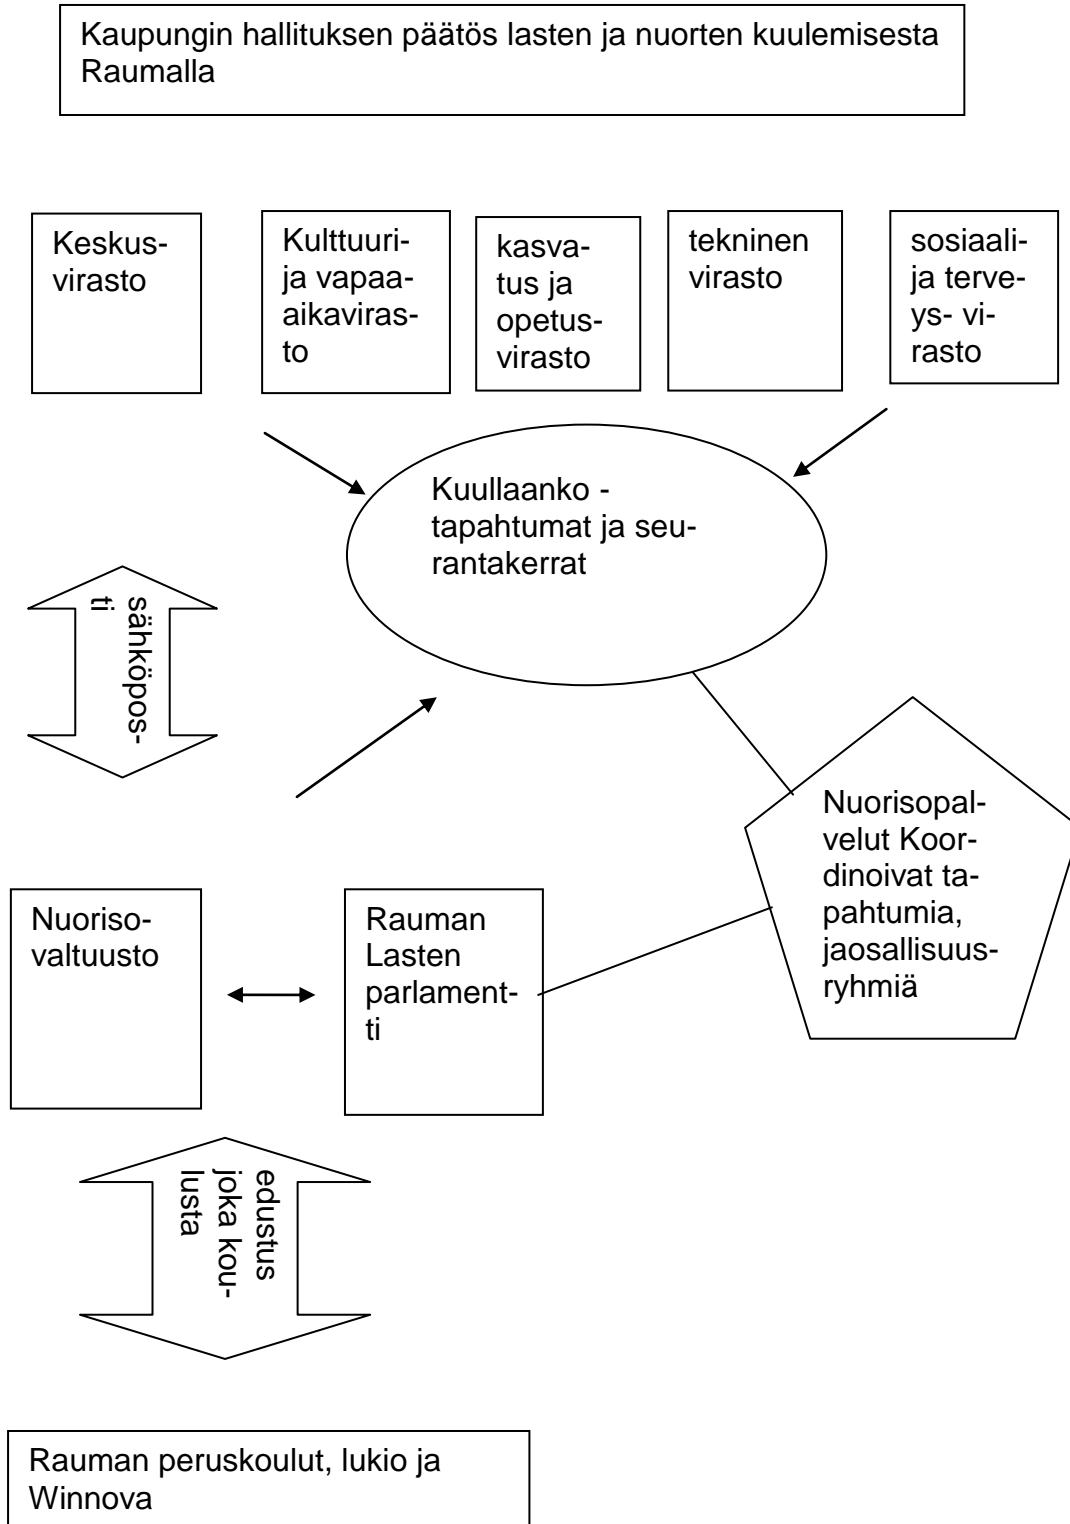 Kaupungin hallituksen päätös lasten ja nuorten kuulemisesta
Raumalla
Keskus-
virasto
Kulttuuri-
ja vapaa-
aikaviras-
to
kasva-
tus ja
opetus-
virasto
tekninen
virasto
sosiaali-
ja terve-
ys- vi-
rasto
Kuullaanko -
tapahtumat ja seu-
rantakerrat
sähköpos-
ti
Nuorisopal-
velut Koor-
dinoivat ta-
pahtumia,
jaosallisuus-
ryhmiä
Nuoriso-
valtuusto
Rauman
Lasten
parlament-
ti
edustus
joka kou-
lusta
Rauman peruskoulut, lukio ja
Winnova